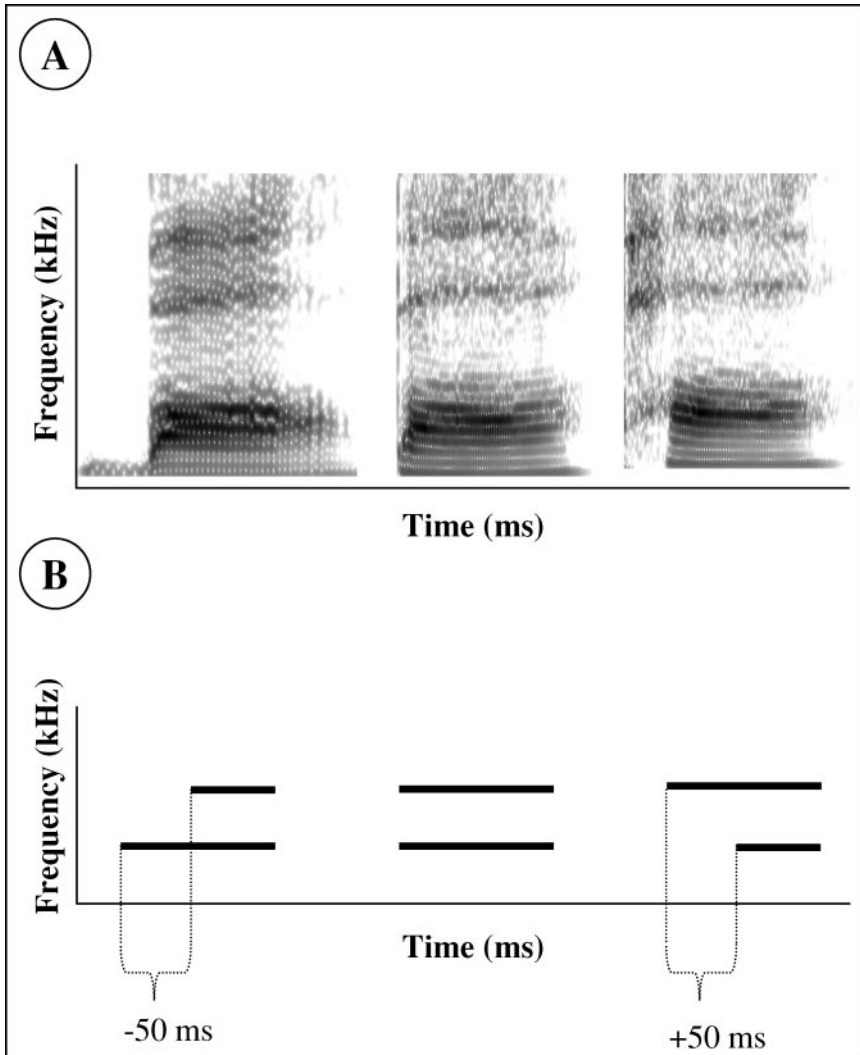 A
Frequency (kHz)
Time (ms)
B
Frequency (kHz)
Time (ms)
-50 ms
+50 ms